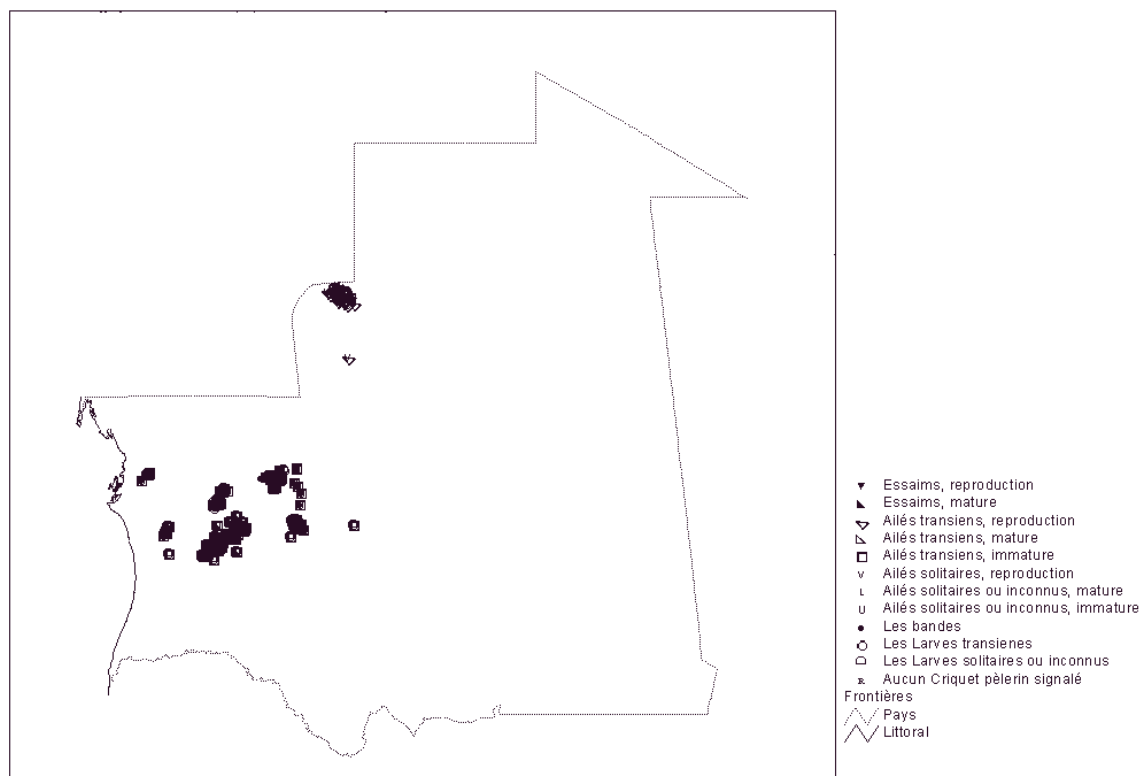 Essaims, reproduction
Essaims, mature
Ailés transiens, reproduction
Ailés transiens, mature
Ailés transiens, immature
Ailés solitaires, reproduction
Ailés solitaires ou inconnus, mature
Ailés solitaires ou inconnus, immature
Les bandes
Les Larves transienes
Les Larves solitaires ou inconnus
Aucun Criquet pèlerin signalé
Frontières
Pays
Littoral